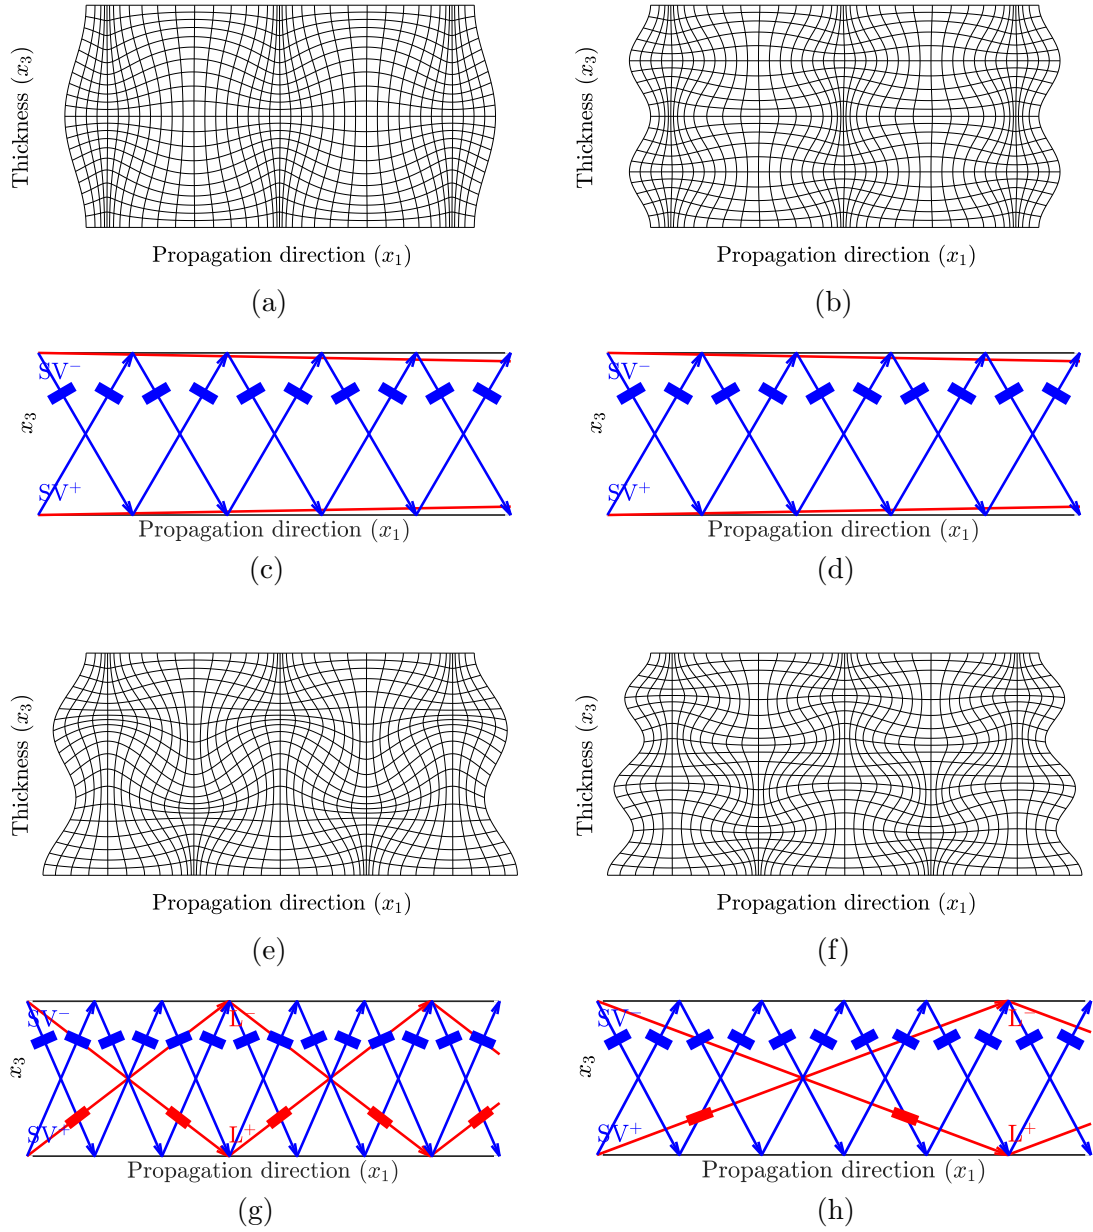 Thickness (x₃)
Thickness (x₃)
Propagation direction (x₁)
Propagation direction (x₁)
(a)
(b)
SV⁻
SV⁻
x₃
x₃
SV⁺
SV⁺
Propagation direction (x₁)
Propagation direction (x₁)
(c)
(d)
Thickness (x₃)
Thickness (x₃)
Propagation direction (x₁)
Propagation direction (x₁)
(e)
(f)
SV⁻
L⁻
SV⁻
L⁻
x₃
x₃
SV⁺
L⁺
SV⁺
L⁺
Propagation direction (x₁)
Propagation direction (x₁)
(g)
(h)